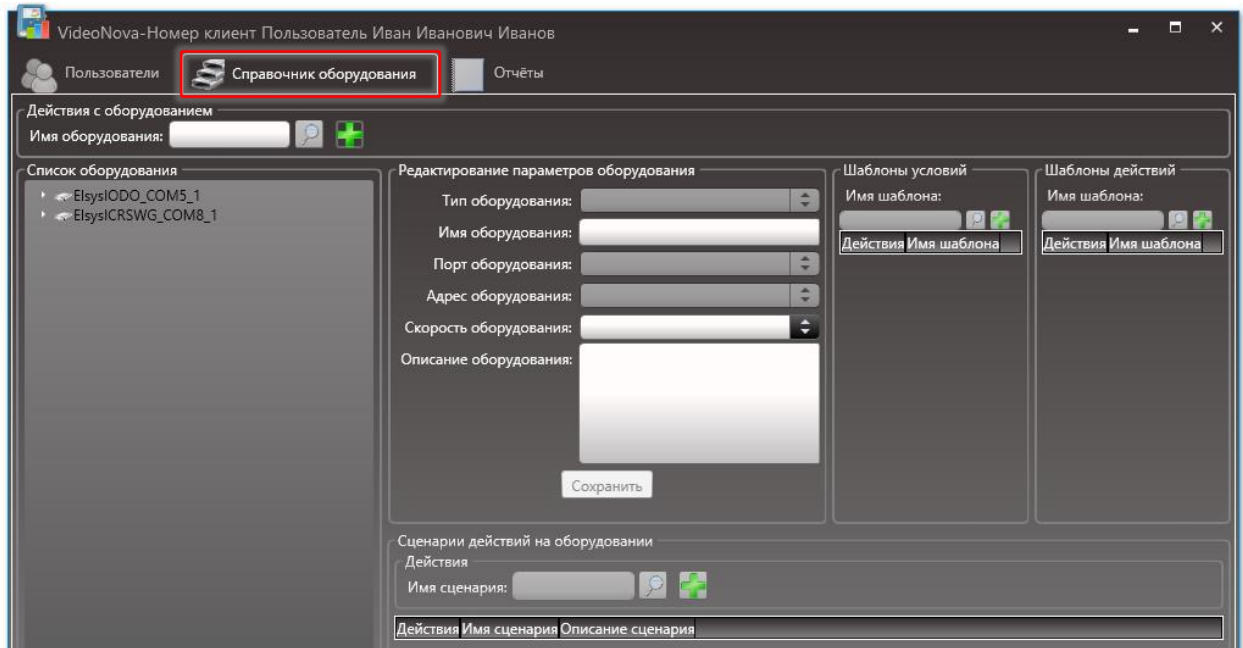 VideoNova-Номер клиент Пользователь Иван Иванович Иванов
Пользователи
Справочник оборудования
Отчёты
Действия с оборудованием
Имя оборудования:
Список оборудования
ElsysIODO_COM5_1
ElsysICRSWG_COM8_1
Редактирование параметров оборудования
Тип оборудования:
Имя оборудования:
Порт оборудования:
Адрес оборудования:
Скорость оборудования:
Описание оборудования:
Сохранить
Шаблоны условий
Имя шаблона:
Действия Имя шаблона
Шаблоны действий
Имя шаблона:
Действия Имя шаблона
Сценарии действий на оборудовании
Действия
Имя сценария:
Действия Имя сценария Описание сценария